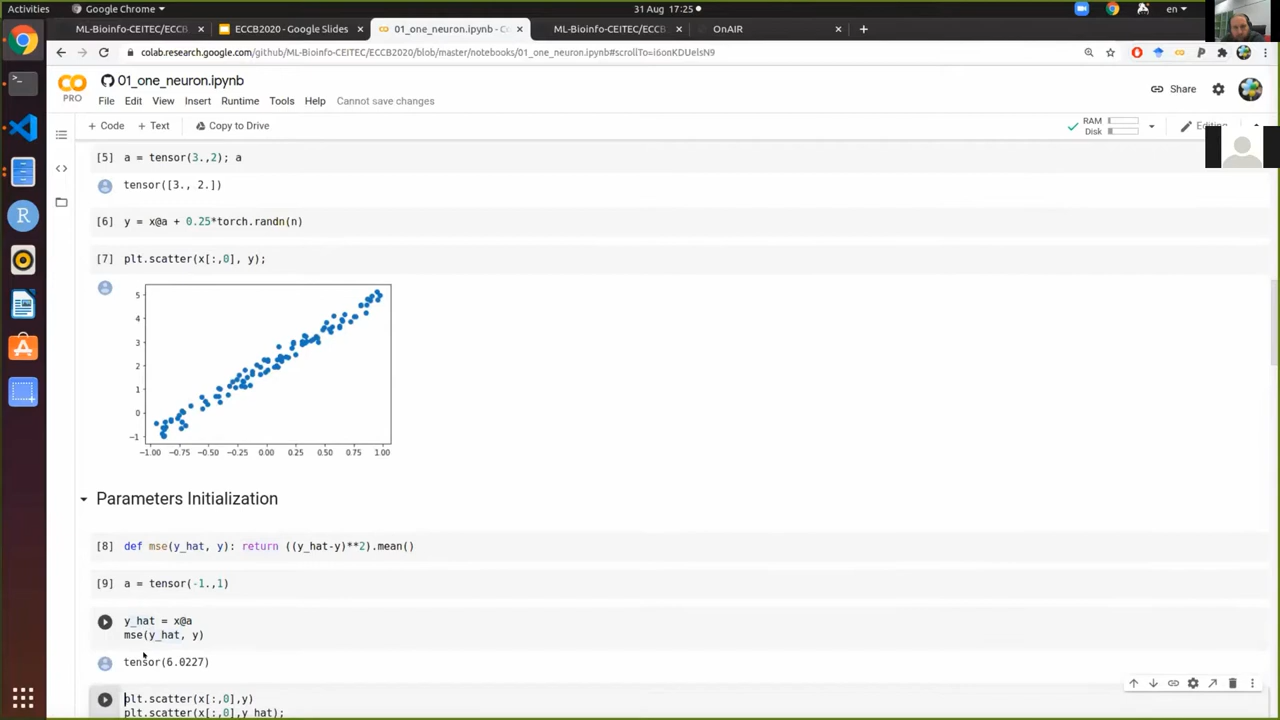 Activities
Google Chrome
31 Aug 17:25
en
ML-Bioinfo-CEITEC/ECCB
ECCB2020 - Google Slides
01_one_neuron.ipynb - Co
ML-Bioinfo-CEITEC/ECCB
OnAIR
colab.research.google.com/github/ML-Bioinfo-CEITEC/ECCB2020/blob/master/notebooks/01_one_neuron.ipynb#scrollTo=i6onKDUelsN9
PRO
01_one_neuron.ipynb
File Edit View Insert Runtime Tools Help Cannot save changes
Share
+ Code + Text Copy to Drive
RAM
Disk
Editing
[5] a = tensor(3.,2); a
tensor([3., 2.])
[6] y = x@a + 0.25*torch.randn(n)
[7] plt.scatter(x[:,0], y);
5
4
3
2
1
0
−1
−1.00 −0.75 −0.50 −0.25 0.00 0.25 0.50 0.75 1.00
Parameters Initialization
[8] def mse(y_hat, y): return ((y_hat-y)**2).mean()
[9] a = tensor(-1.,1)
y_hat = x@a
mse(y_hat, y)
tensor(6.0227)
plt.scatter(x[:,0],y)
plt.scatter(x[:,0],y_hat);